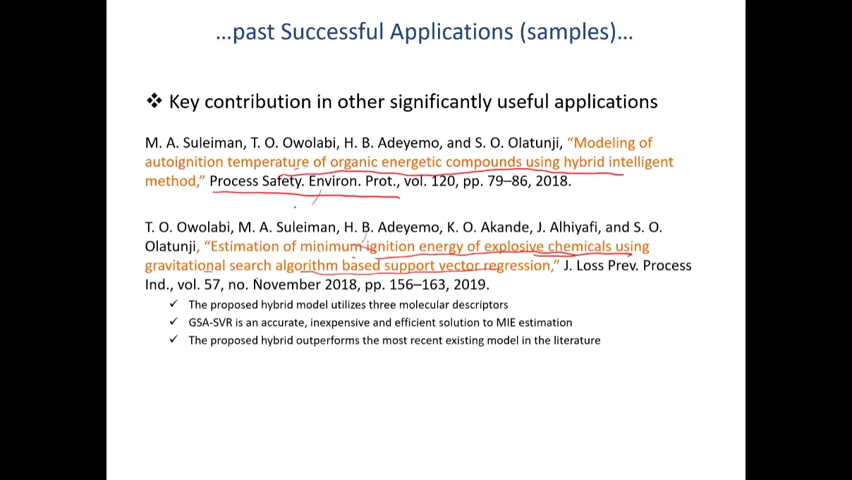 ...past Successful Applications (samples)...
❖ Key contribution in other significantly useful applications
M. A. Suleiman, T. O. Owolabi, H. B. Adeyemo, and S. O. Olatunji, “Modeling of
autoignition temperature of organic energetic compounds using hybrid intelligent
method,” Process Safety. Environ. Prot., vol. 120, pp. 79–86, 2018.
T. O. Owolabi, M. A. Suleiman, H. B. Adeyemo, K. O. Akande, J. Alhiyafi, and S. O.
Olatunji, “Estimation of minimum ignition energy of explosive chemicals using
gravitational search algorithm based support vector regression,” J. Loss Prev. Process
Ind., vol. 57, no. November 2018, pp. 156–163, 2019.
✓ The proposed hybrid model utilizes three molecular descriptors
✓ GSA-SVR is an accurate, inexpensive and efficient solution to MIE estimation
✓ The proposed hybrid outperforms the most recent existing model in the literature